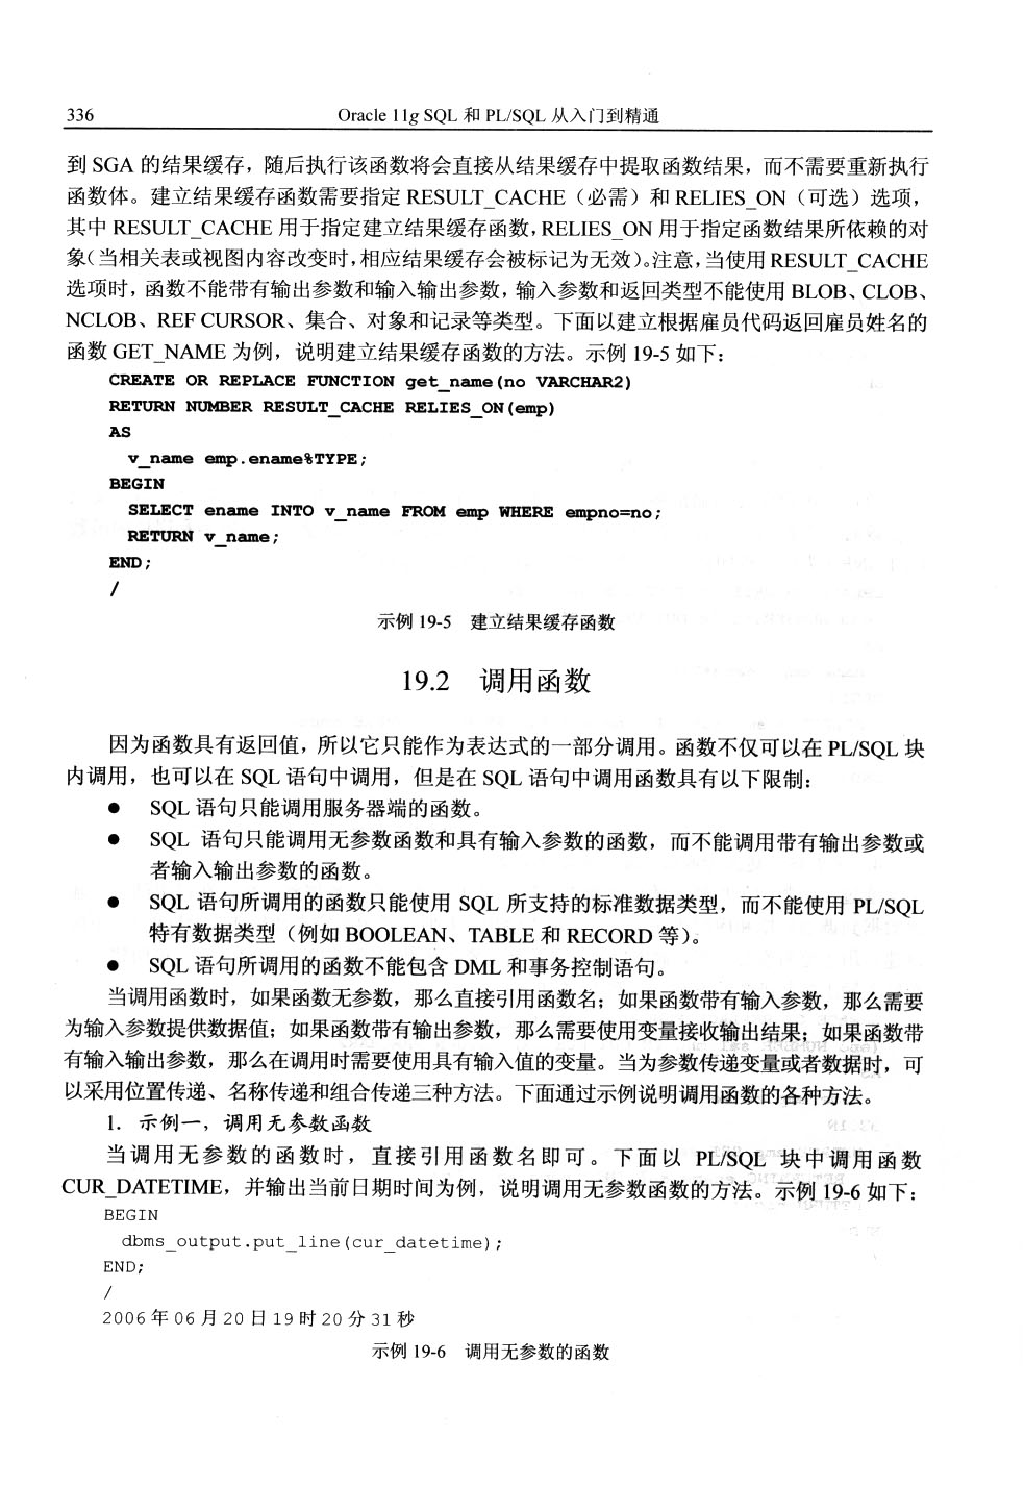 336 Oracle 11g SQL 和 PL/SQL 从入门到精通
到 SGA 的结果缓存，随后执行该函数将会直接从结果缓存中提取函数结果，而不需要重新执行
函数体。建立结果缓存函数需要指定 RESULT_CACHE（必需）和 RELIES_ON（可选）选项，
其中 RESULT_CACHE 用于指定建立结果缓存函数，RELIES_ON 用于指定函数结果所依赖的对
象（当相关表或视图内容改变时，相应结果缓存会被标记为无效）。注意，当使用 RESULT_CACHE
选项时，函数不能带有输出参数和输入输出参数，输入参数和返回类型不能使用 BLOB、CLOB、
NCLOB、REF CURSOR、集合、对象和记录等类型。下面以建立根据雇员代码返回雇员姓名的
函数 GET_NAME 为例，说明建立结果缓存函数的方法。示例 19-5 如下：
CREATE OR REPLACE FUNCTION get_name(no VARCHAR2)
RETURN NUMBER RESULT_CACHE RELIES_ON(emp)
AS
v_name emp.ename%TYPE;
BEGIN
SELECT ename INTO v_name FROM emp WHERE empno=no;
RETURN v_name;
END;
/
示例 19-5 建立结果缓存函数
19.2 调用函数
因为函数具有返回值，所以它只能作为表达式的一部分调用。函数不仅可以在 PL/SQL 块
内调用，也可以在 SQL 语句中调用，但是在 SQL 语句中调用函数具有以下限制：
● SQL 语句只能调用服务器端的函数。
● SQL 语句只能调用无参数函数和具有输入参数的函数，而不能调用带有输出参数或
者输入输出参数的函数。
● SQL 语句所调用的函数只能使用 SQL 所支持的标准数据类型，而不能使用 PL/SQL
特有数据类型（例如 BOOLEAN、TABLE 和 RECORD 等）。
● SQL 语句所调用的函数不能包含 DML 和事务控制语句。
当调用函数时，如果函数无参数，那么直接引用函数名；如果函数带有输入参数，那么需要
为输入参数提供数据值；如果函数带有输出参数，那么需要使用变量接收输出结果；如果函数带
有输入输出参数，那么在调用时需要使用具有输入值的变量。当为参数传递变量或者数据时，可
以采用位置传递、名称传递和组合传递三种方法。下面通过示例说明调用函数的各种方法。
1．示例一，调用无参数函数
当调用无参数的函数时，直接引用函数名即可。下面以 PL/SQL 块中调用函数
CUR_DATETIME，并输出当前日期时间为例，说明调用无参数函数的方法。示例 19-6 如下：
BEGIN
dbms_output.put_line(cur_datetime);
END;
/
2006年06月20日19时20分31秒
示例 19-6 调用无参数的函数